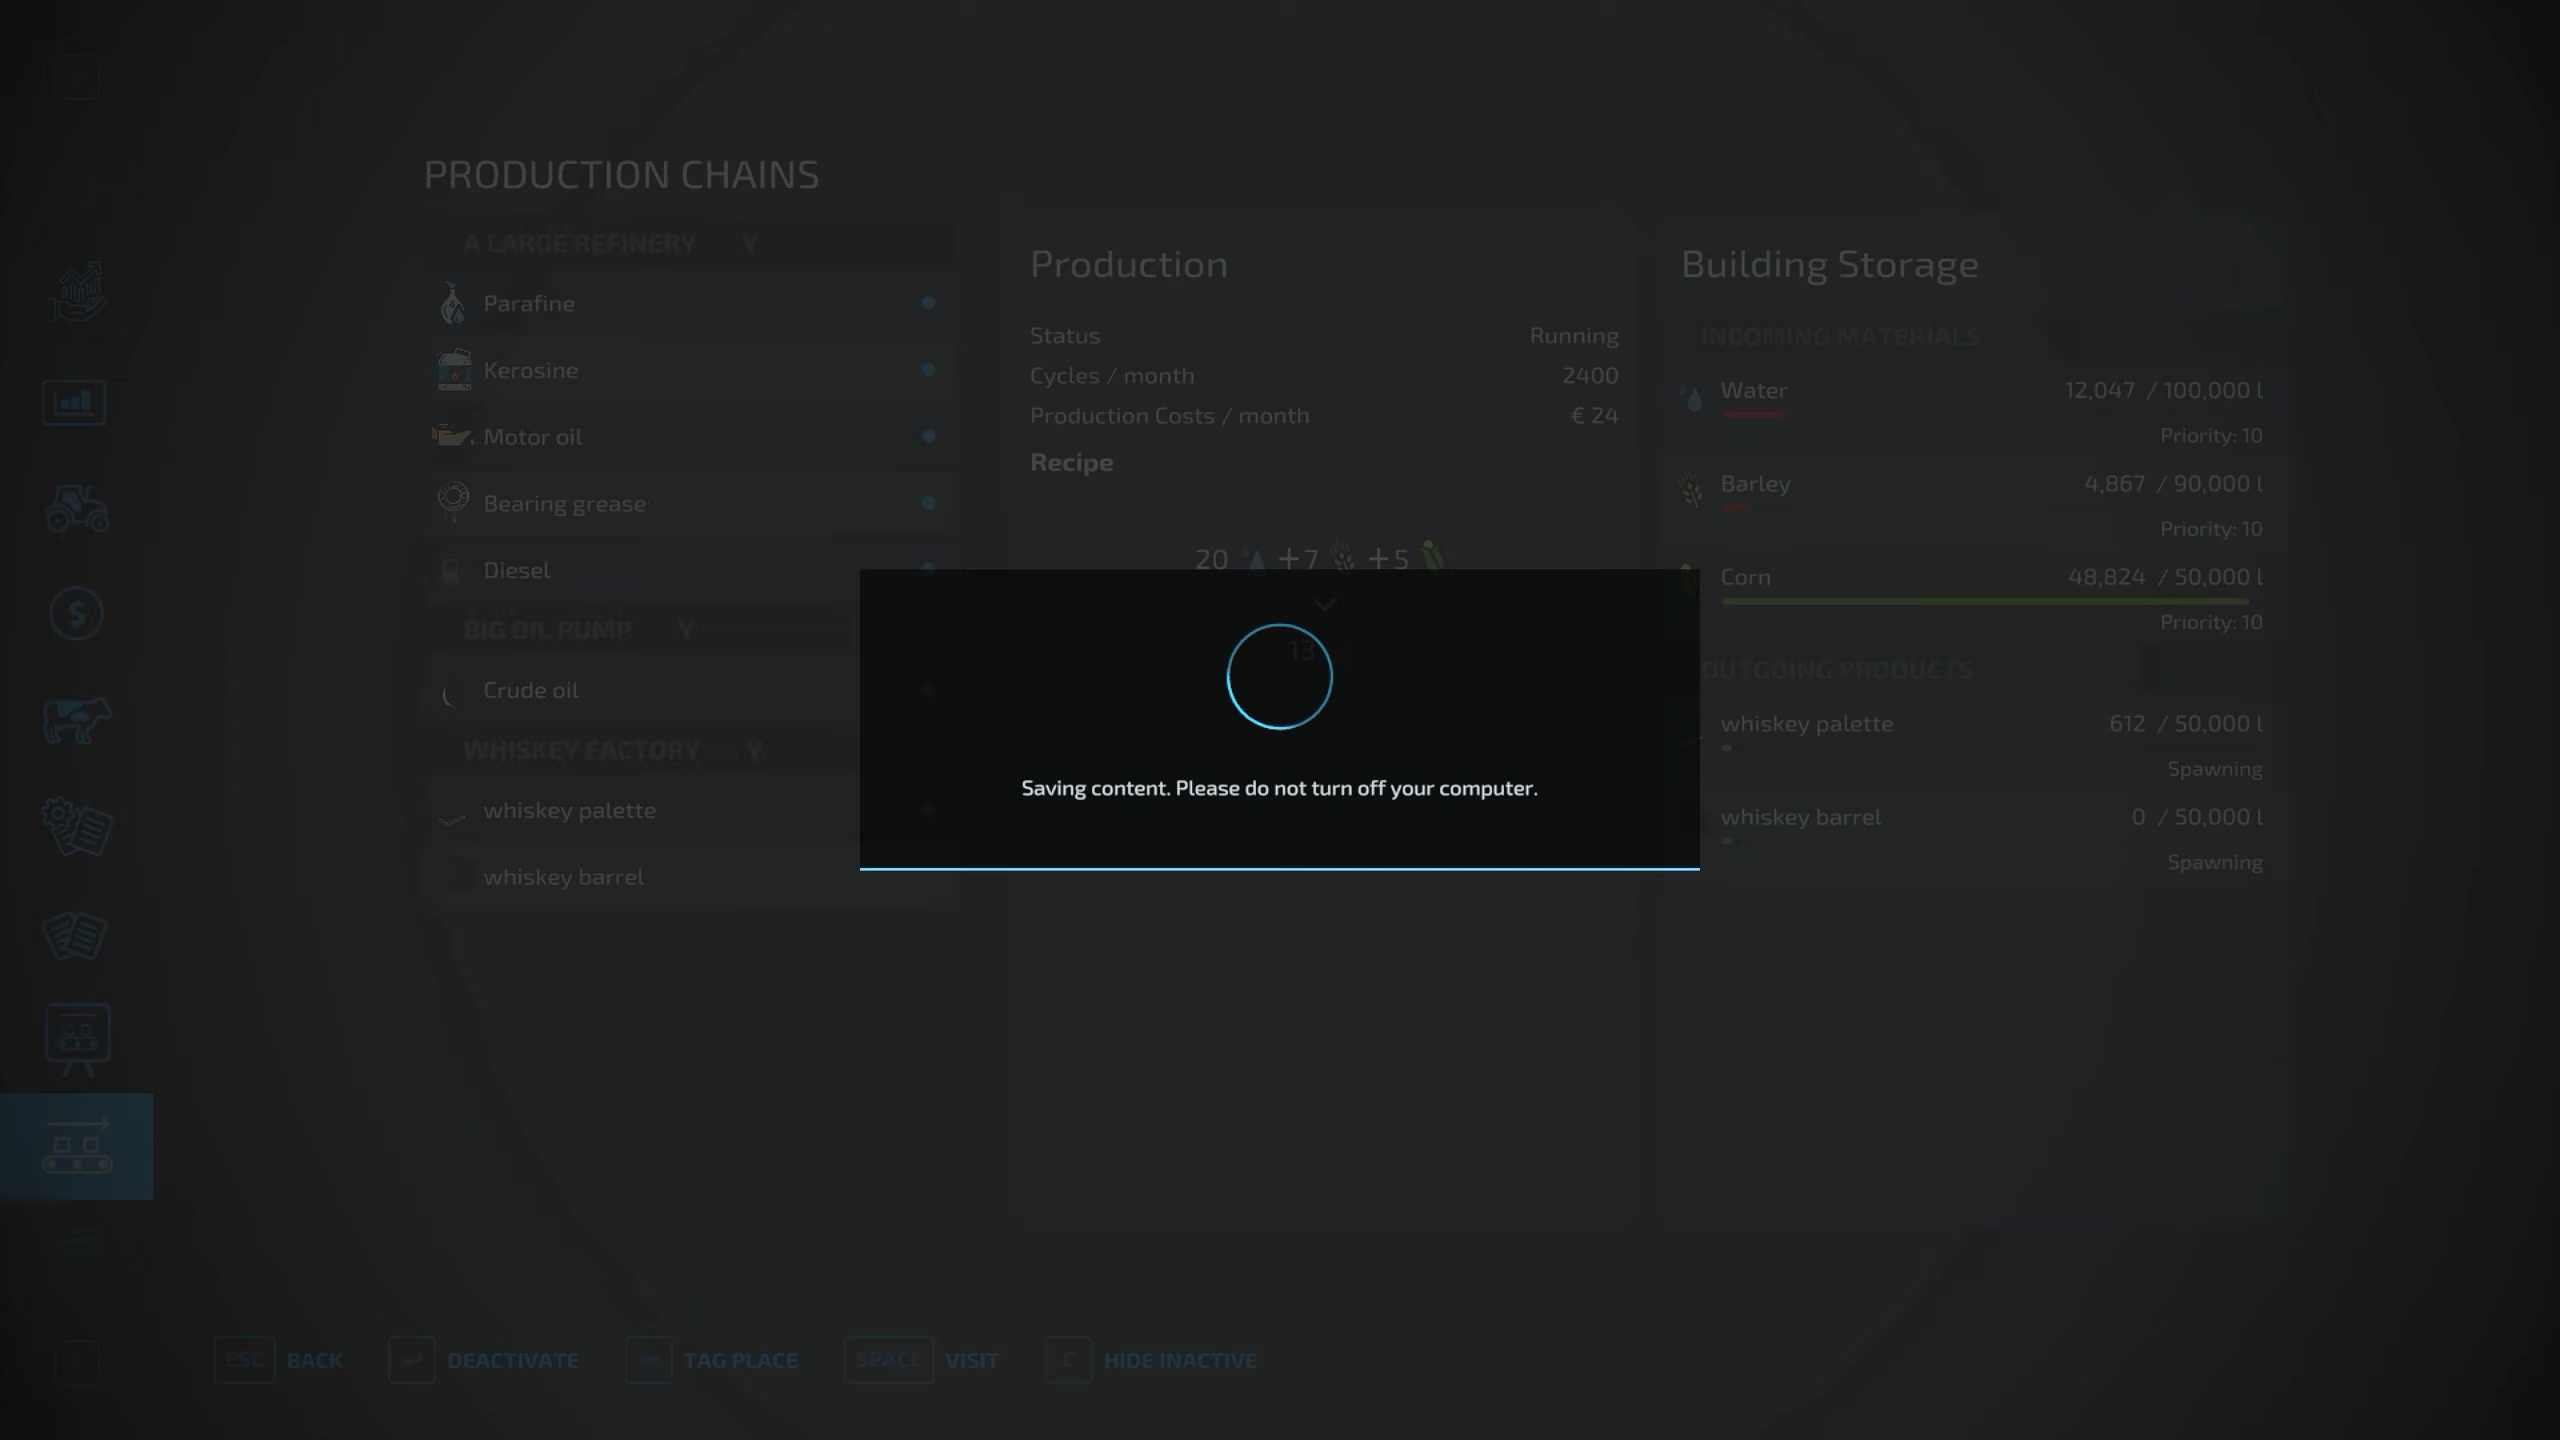 PRODUCTION CHAINS
A LARGE REFINERY Y
Parafine
Kerosine
Motor oil
Bearing grease
Diesel
BIG OIL PUMP Y
Crude oil
WHISKEY FACTORY Y
whiskey palette
whiskey barrel
Production
Status Running
Cycles / month 2400
Production Costs / month € 24
Recipe
20 +7 +5
13
Saving content. Please do not turn off your computer.
Building Storage
INCOMING MATERIALS
Water 12,047 / 100,000 l
Priority: 10
Barley 4,867 / 90,000 l
Priority: 10
Corn 48,824 / 50,000 l
Priority: 10
OUTGOING PRODUCTS
whiskey palette 612 / 50,000 l
Spawning
whiskey barrel 0 / 50,000 l
Spawning
ESC BACK DEACTIVATE TAG PLACE SPACE VISIT C HIDE INACTIVE